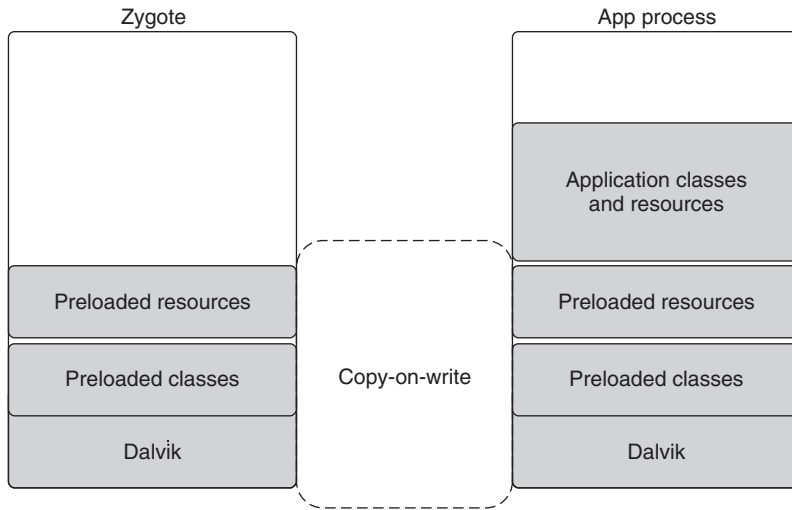 Zygote
App process
Application classes
and resources
Preloaded resources
Preloaded resources
Preloaded classes
Copy-on-write
Preloaded classes
Dalvik
Dalvik